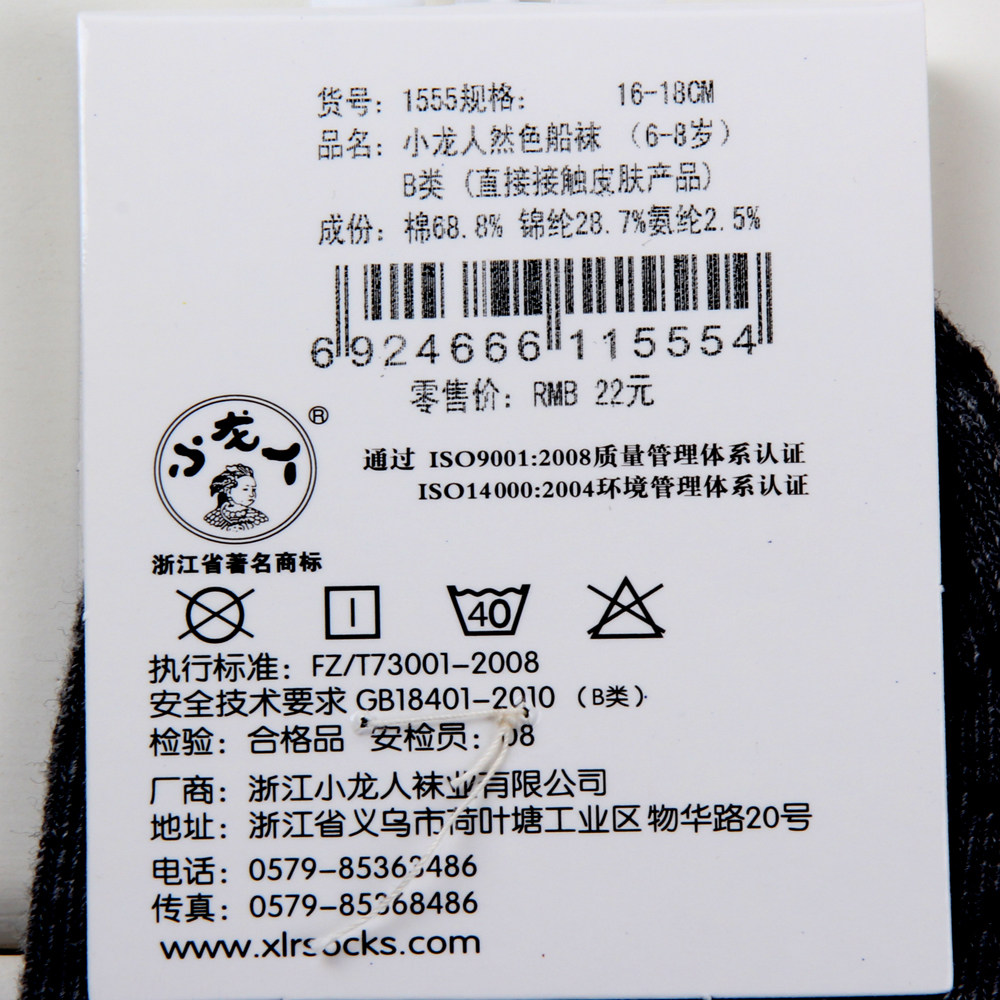 货号: 1555规格: 16-18CM
品名: 小龙人然色船袜 (6-8岁)
B类 (直接接触皮肤产品)
成份: 棉68.8% 锦纶28.7%氨纶2.5%
6 924666 115554
零售价: RMB 22元
小龙人®
浙江省著名商标
通过 ISO9001:2008质量管理体系认证
ISO14000:2004环境管理体系认证
40
执行标准: FZ/T73001-2008
安全技术要求 GB18401-2010 (B类)
检验: 合格品 安检员: 08
厂商: 浙江小龙人袜业有限公司
地址: 浙江省义乌市荷叶塘工业区物华路20号
电话: 0579-85363486
传真: 0579-85368486
www.xlrsocks.com